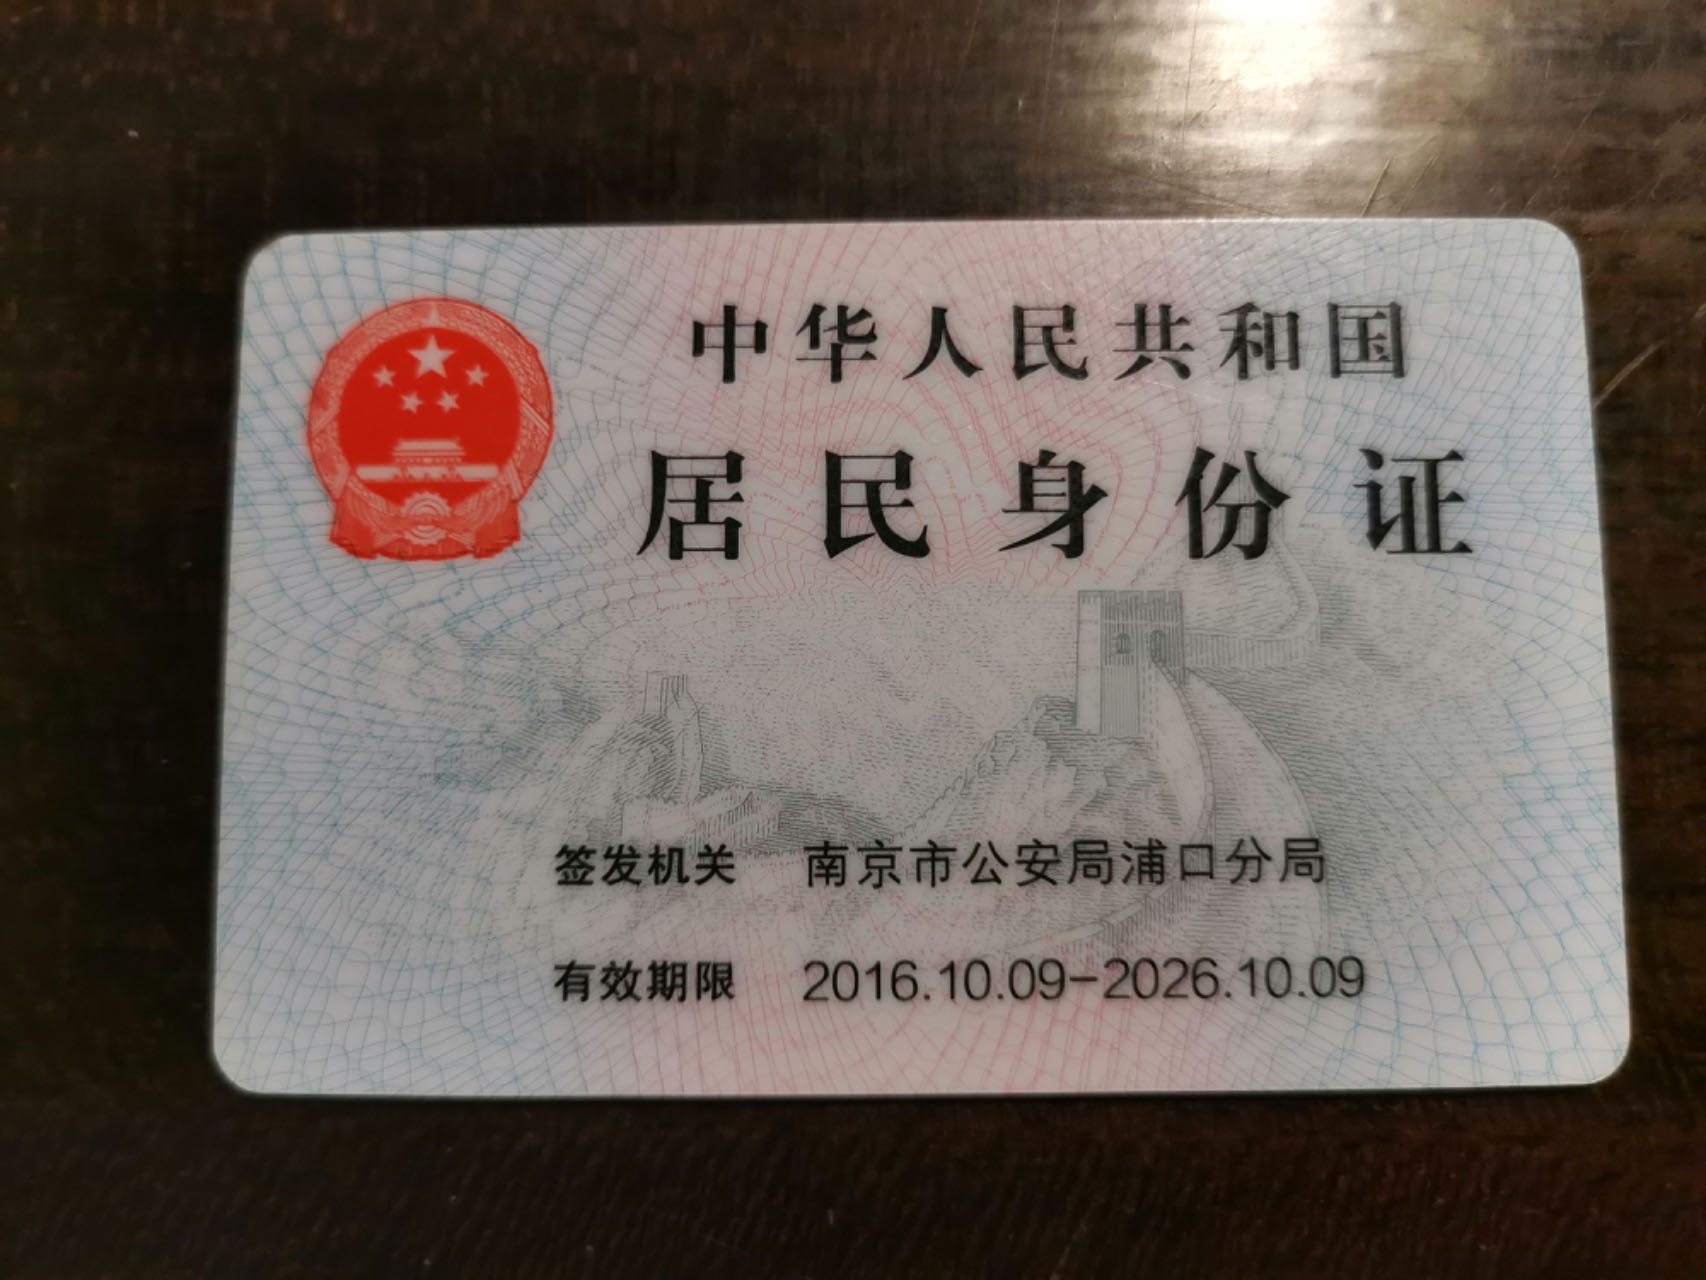 中华人民共和国
居民身份证
签发机关 南京市公安局浦口分局
有效期限 2016.10.09-2026.10.09